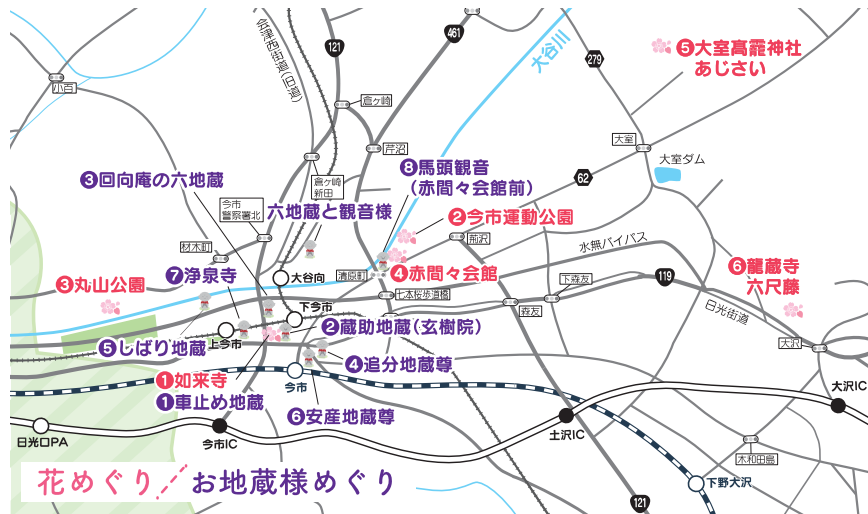 会津西街道(旧道)
121
461
大谷川
279
❺大室高龗神社
あじさい
小百
倉ヶ崎
大室
芹沼
大室ダム
❽馬頭観音
(赤間々会館前)
❸回向庵の六地蔵
62
倉ヶ崎
新田
今市
警察署北
六地蔵と観音様
❷今市運動公園
材木町
前沢
水無バイパス
❼浄泉寺
大谷向
清原町
❹赤間々会館
❻龍蔵寺
六尺藤
❸丸山公園
下森友
119
七本桜歩道橋
日光街道
下今市
森友
❷蔵助地蔵(玄樹院)
上今市
❺しばり地蔵
大沢
❹追分地蔵尊
❶如来寺
今市
大沢IC
❶車止め地蔵
❻安産地蔵尊
日光口PA
今市IC
土沢IC
木和田島
花めぐり
お地蔵様めぐり
下野大沢
121